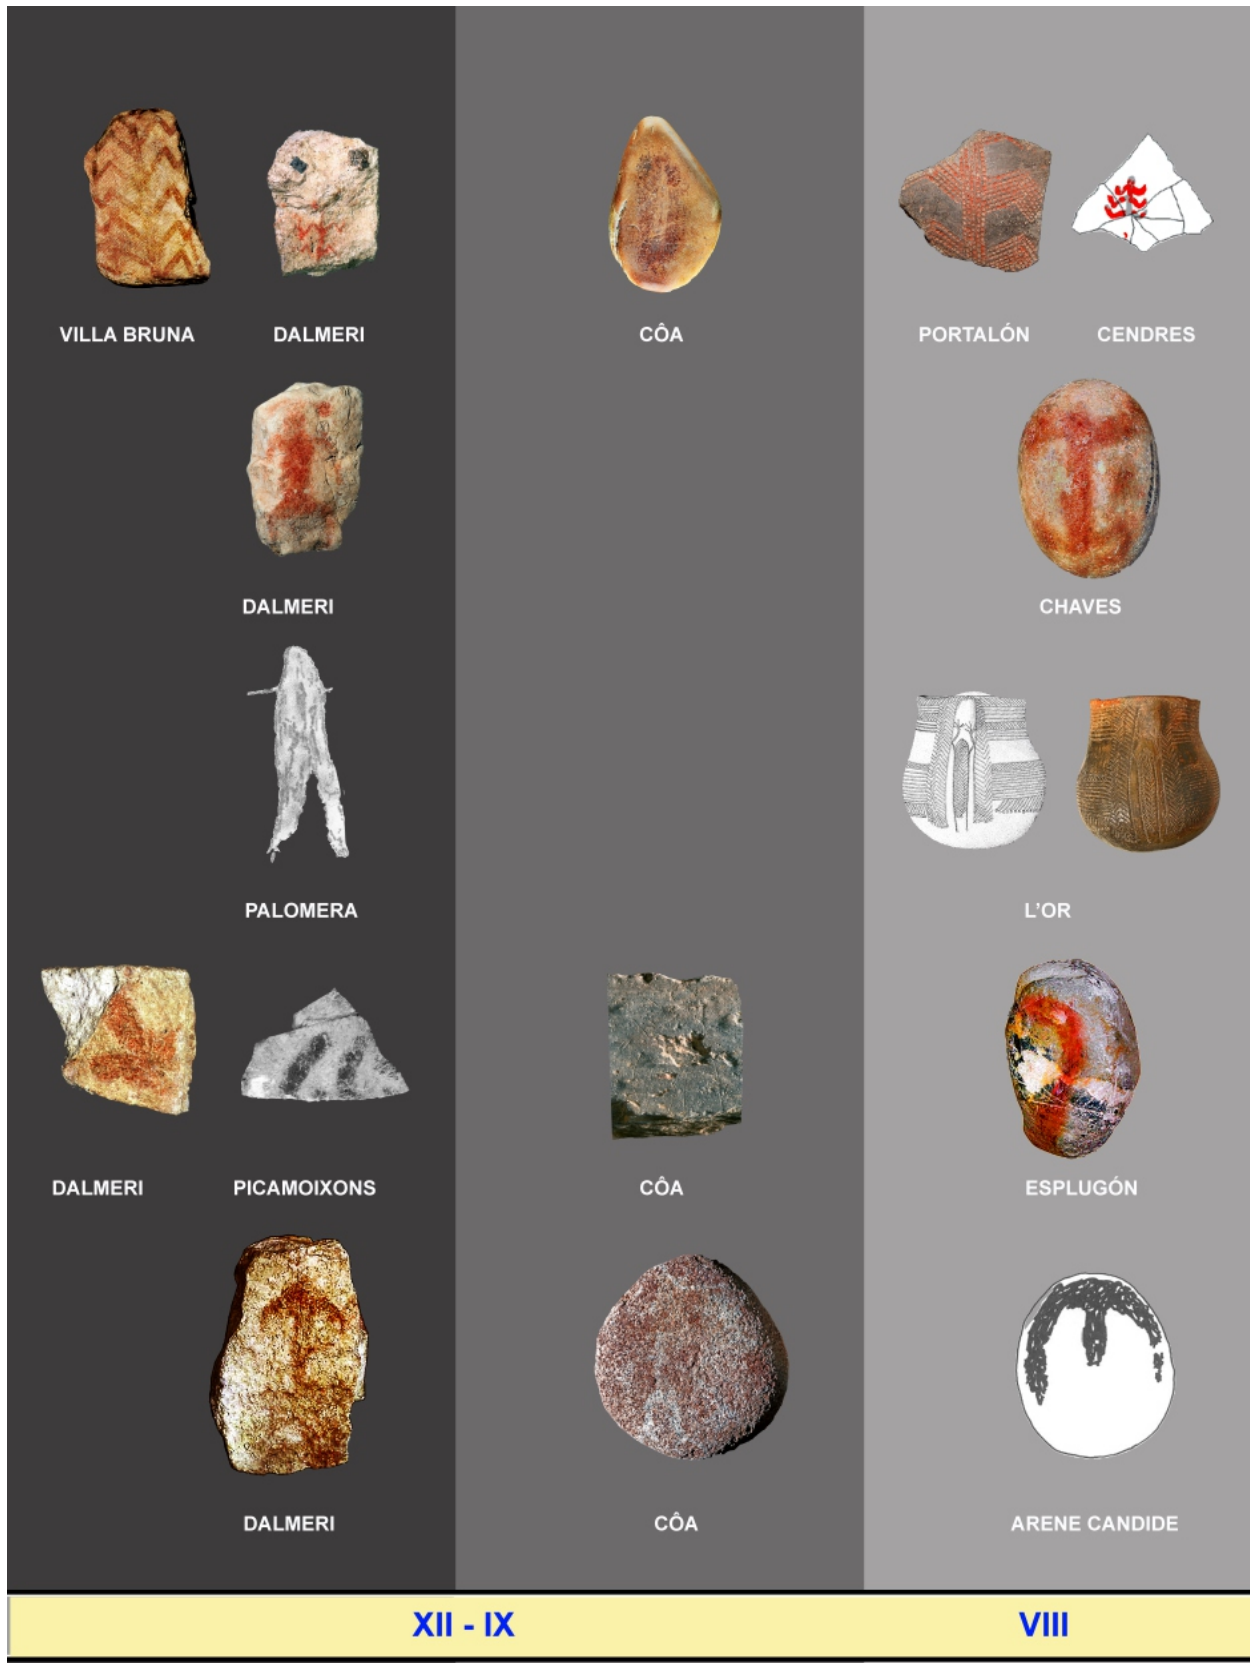 VILLA BRUNA DALMERI CÔA PORTALÓN CENDRES
DALMERI CHAVES
PALOMERA L’OR
DALMERI PICAMOIXONS CÔA ESPLUGÓN
DALMERI CÔA ARENE CANDIDE
XII - IX VIII